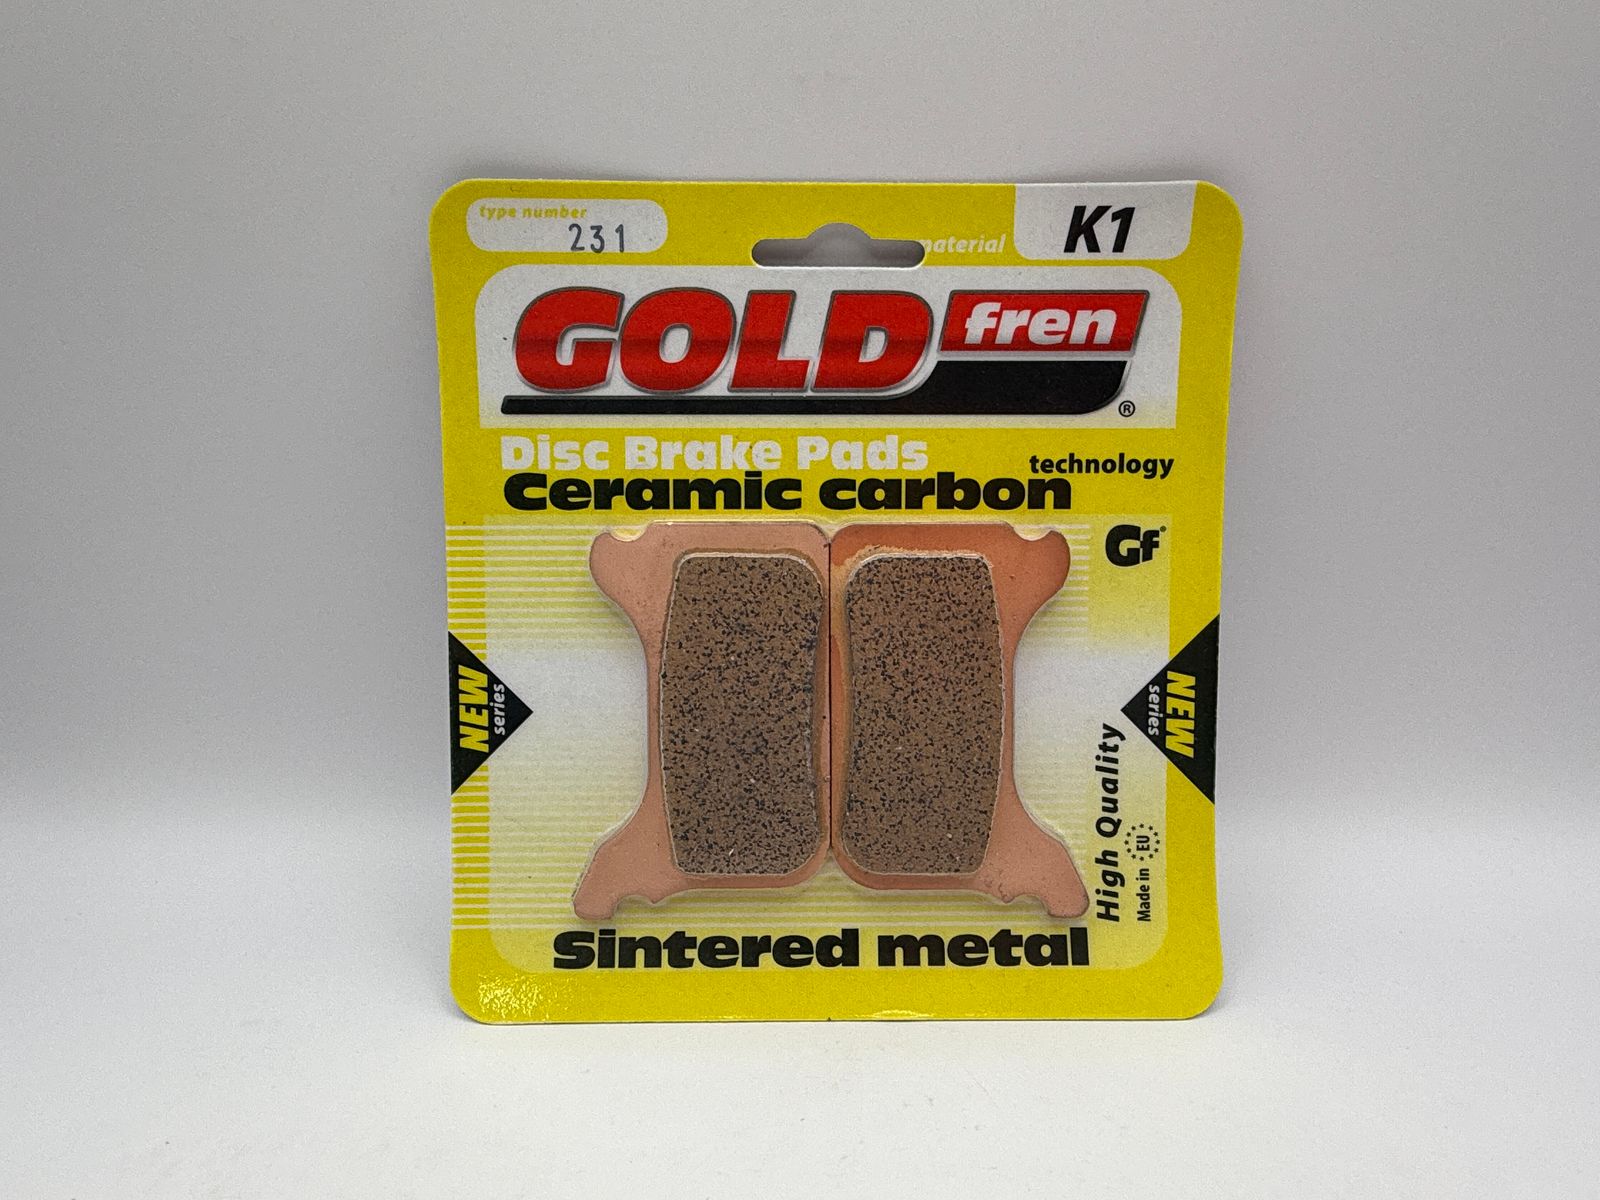 type number
231
material
K1
GOLD fren
®
Disc Brake Pads
technology
Ceramic carbon
Gf
NEW
series
NEW
series
High Quality
Made in EU
Sintered metal